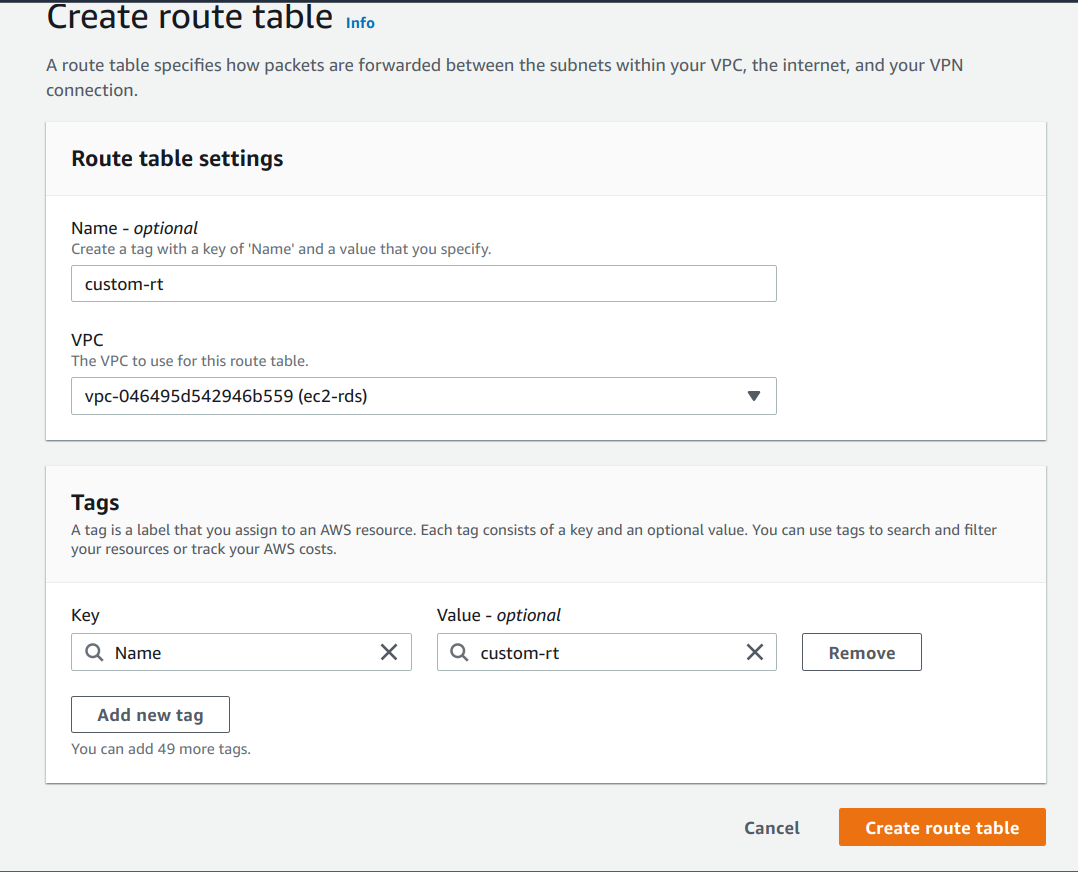 Create route table Info
A route table specifies how packets are forwarded between the subnets within your VPC, the internet, and your VPN
connection.
Route table settings
Name - optional
Create a tag with a key of 'Name' and a value that you specify.
custom-rt
VPC
The VPC to use for this route table.
vpc-046495d542946b559 (ec2-rds)
Tags
A tag is a label that you assign to an AWS resource. Each tag consists of a key and an optional value. You can use tags to search and filter
your resources or track your AWS costs.
Key Value - optional
Name custom-rt Remove
Add new tag
You can add 49 more tags.
Cancel Create route table